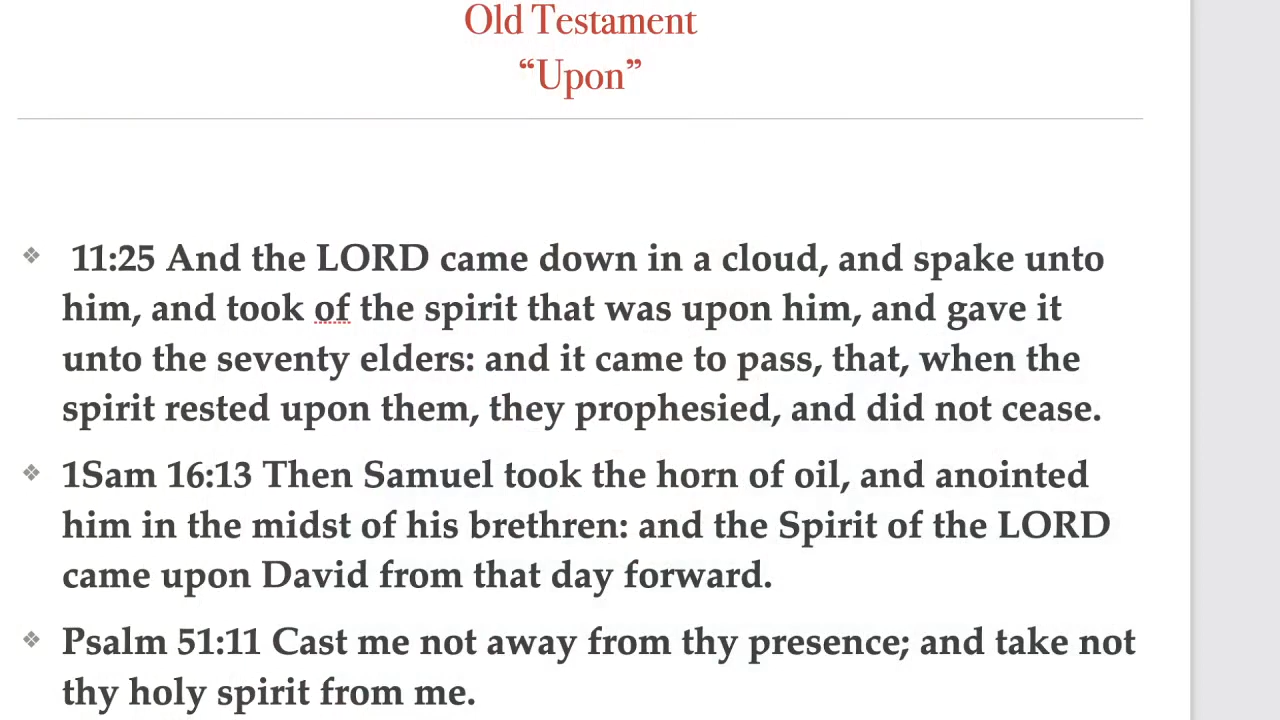 Old Testament
“Upon”
❖ 11:25 And the LORD came down in a cloud, and spake unto
him, and took of the spirit that was upon him, and gave it
unto the seventy elders: and it came to pass, that, when the
spirit rested upon them, they prophesied, and did not cease.
❖ 1Sam 16:13 Then Samuel took the horn of oil, and anointed
him in the midst of his brethren: and the Spirit of the LORD
came upon David from that day forward.
❖ Psalm 51:11 Cast me not away from thy presence; and take not
thy holy spirit from me.